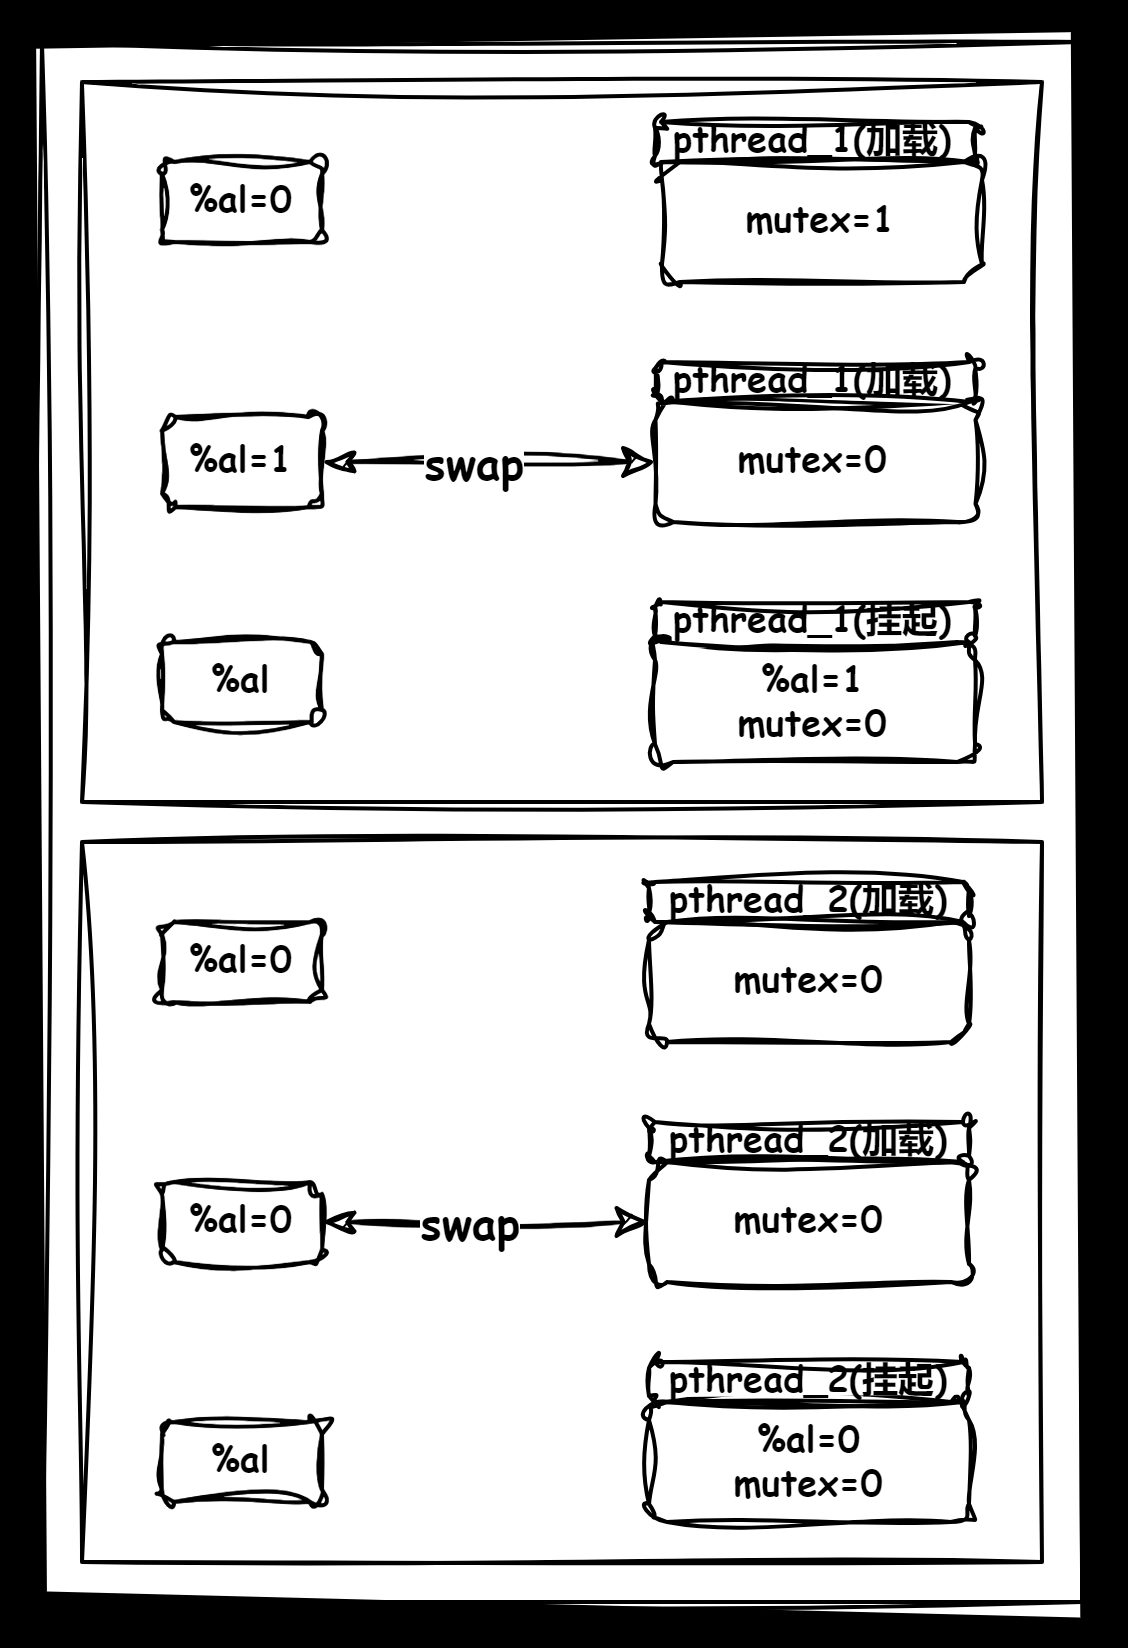 %al=0
pthread_1(加载)
mutex=1
pthread_1(加载)
%al=1
swap
mutex=0
pthread_1(挂起)
%al
%al=1
mutex=0
pthread_2(加载)
%al=0
mutex=0
pthread_2(加载)
%al=0
swap
mutex=0
pthread_2(挂起)
%al
%al=0
mutex=0